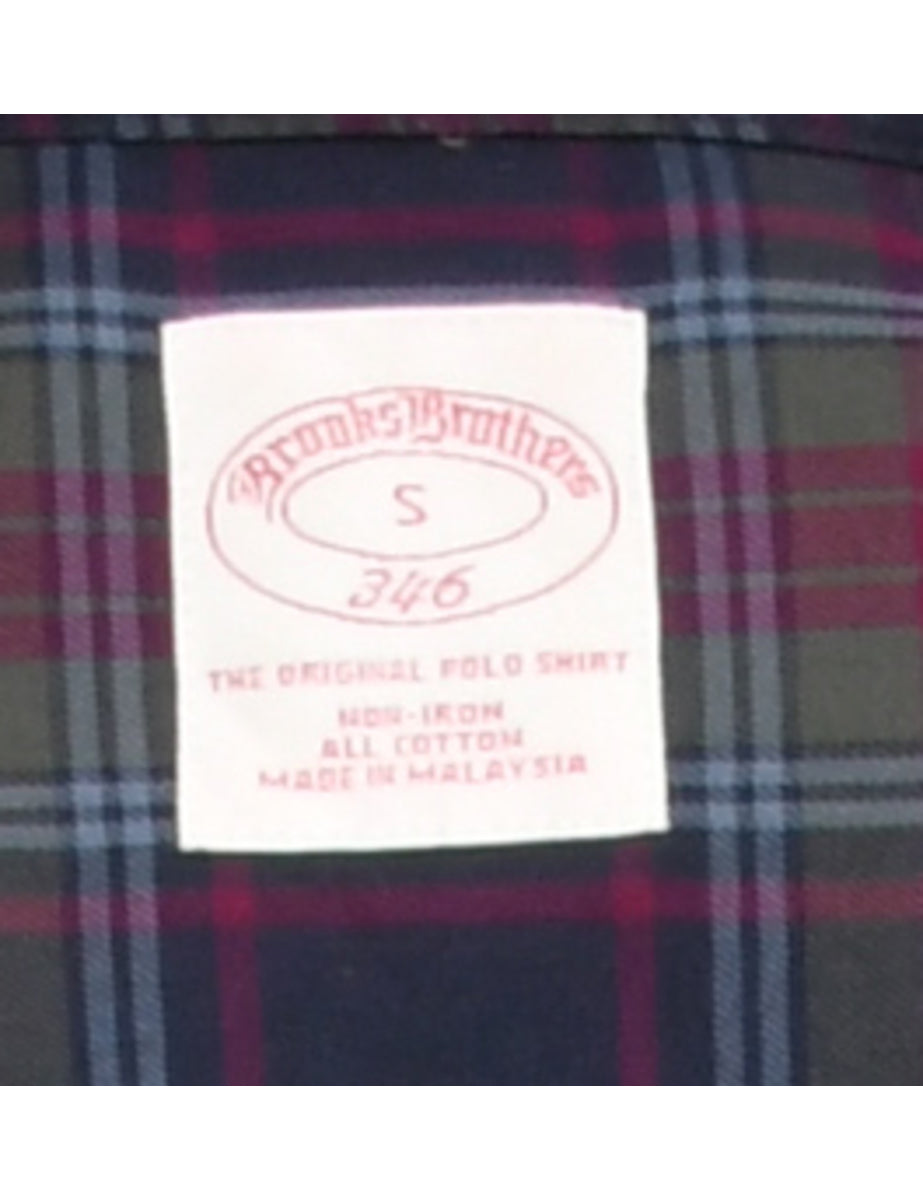 Brooks Brothers
S
346
THE ORIGINAL POLO SHIRT
NON-IRON
ALL COTTON
MADE IN MALAYSIA